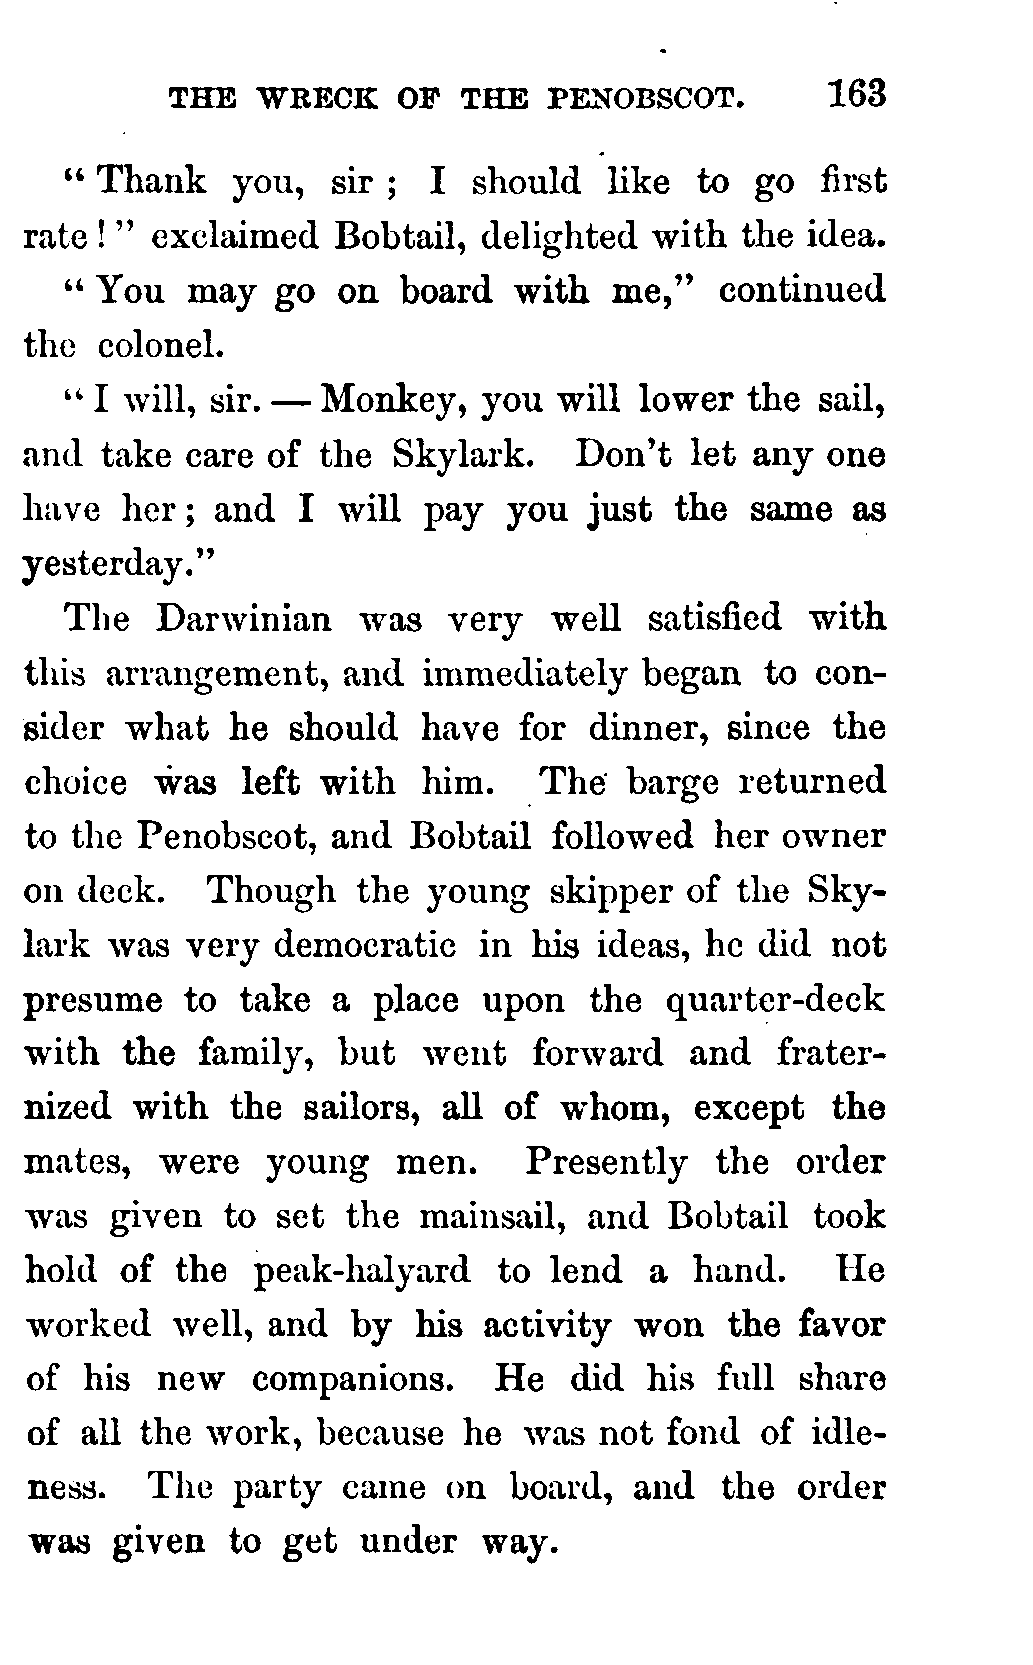 THE WRECK OF THE PENOBSCOT. 163
“ Thank you, sir ; I should like to go first
rate ! ” exclaimed Bobtail, delighted with the idea.
“ You may go on board with me,” continued
the colonel.
“ I will, sir. — Monkey, you will lower the sail,
and take care of the Skylark. Don’t let any one
have her ; and I will pay you just the same as
yesterday.”
The Darwinian was very well satisfied with
this arrangement, and immediately began to con-
sider what he should have for dinner, since the
choice was left with him. The barge returned
to the Penobscot, and Bobtail followed her owner
on deck. Though the young skipper of the Sky-
lark was very democratic in his ideas, he did not
presume to take a place upon the quarter-deck
with the family, but went forward and frater-
nized with the sailors, all of whom, except the
mates, were young men. Presently the order
was given to set the mainsail, and Bobtail took
hold of the peak-halyard to lend a hand. He
worked well, and by his activity won the favor
of his new companions. He did his full share
of all the work, because he was not fond of idle-
ness. The party came on board, and the order
was given to get under way.